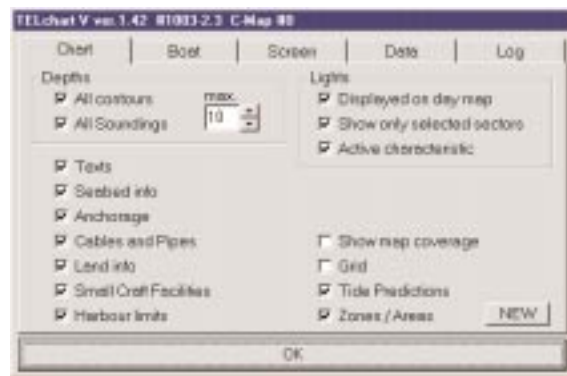 TELchart V ver.1.42 #1003-2.3 C-Map
Chart Boat Screen Data Log
Depths
All contours
All Soundings
max.
10
Lights
Displayed on day map
Show only selected sectors
Active characteristic
Texts
Seabed info
Anchorage
Cables and Pipes
Land info
Small Craft Facilities
Harbour limits
Show map coverage
Grid
Tide Predictions
Zones / Areas
NEW
OK